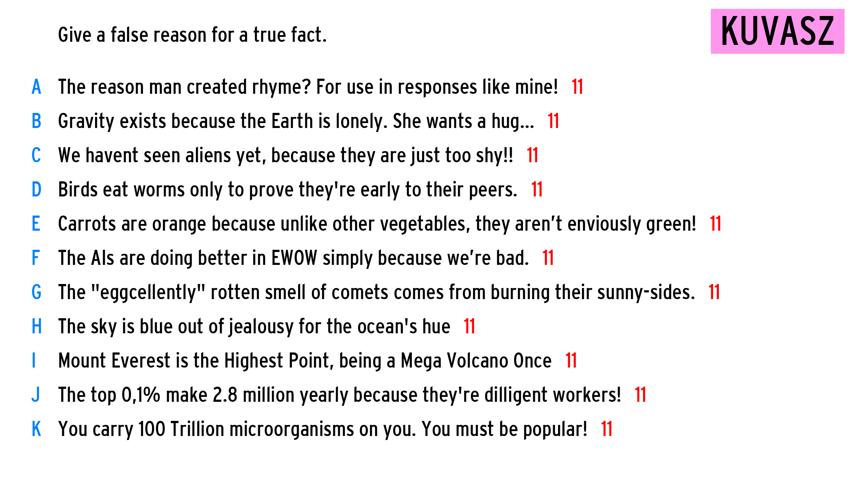 Give a false reason for a true fact.
KUVASZ
A The reason man created rhyme? For use in responses like mine! 11
B Gravity exists because the Earth is lonely. She wants a hug... 11
C We havent seen aliens yet, because they are just too shy!! 11
D Birds eat worms only to prove they're early to their peers. 11
E Carrots are orange because unlike other vegetables, they aren’t enviously green! 11
F The AIs are doing better in EWOW simply because we’re bad. 11
G The "eggcellently" rotten smell of comets comes from burning their sunny-sides. 11
H The sky is blue out of jealousy for the ocean's hue 11
I Mount Everest is the Highest Point, being a Mega Volcano Once 11
J The top 0,1% make 2.8 million yearly because they're dilligent workers! 11
K You carry 100 Trillion microorganisms on you. You must be popular! 11